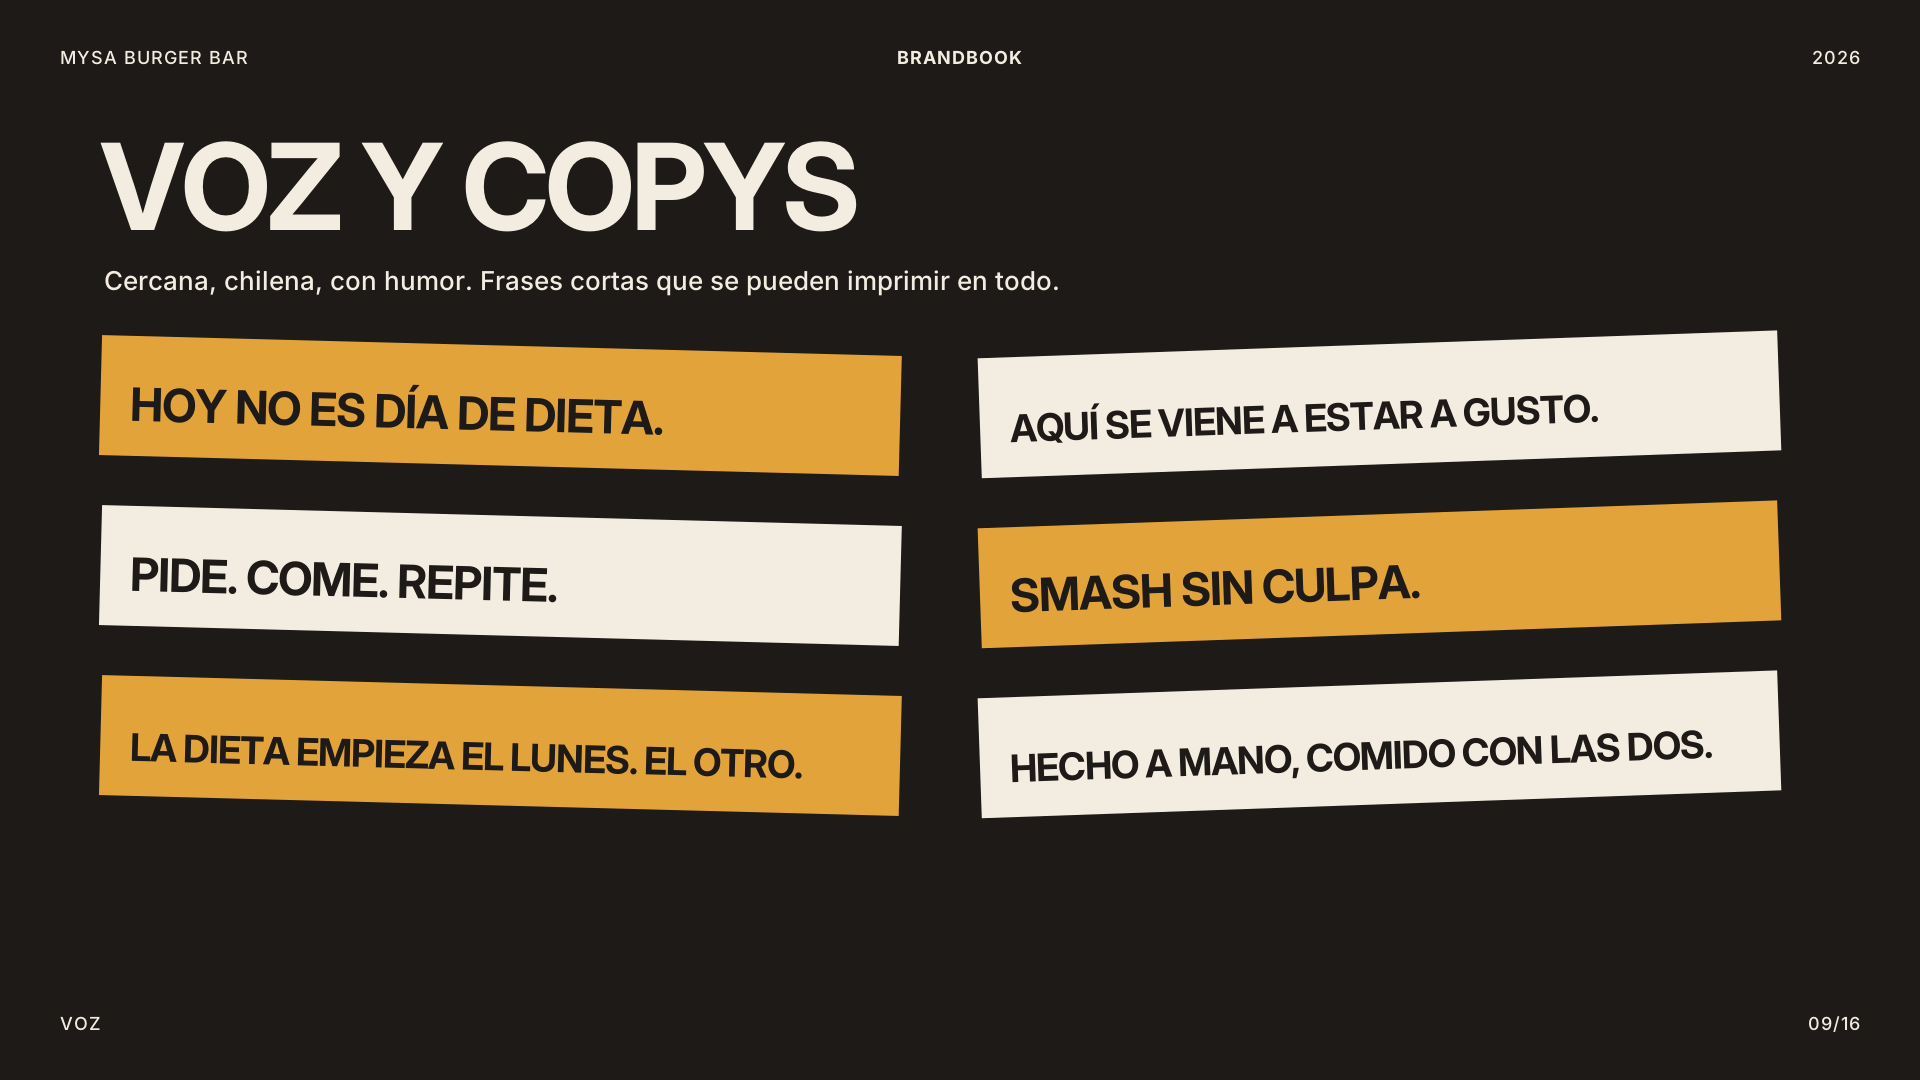 MYSA BURGER BAR
BRANDBOOK
2026
VOZ Y COPYS
Cercana, chilena, con humor. Frases cortas que se pueden imprimir en todo.
HOY NO ES DÍA DE DIETA.
AQUÍ SE VIENE A ESTAR A GUSTO.
PIDE. COME. REPITE.
SMASH SIN CULPA.
LA DIETA EMPIEZA EL LUNES. EL OTRO.
HECHO A MANO, COMIDO CON LAS DOS.
VOZ
09/16